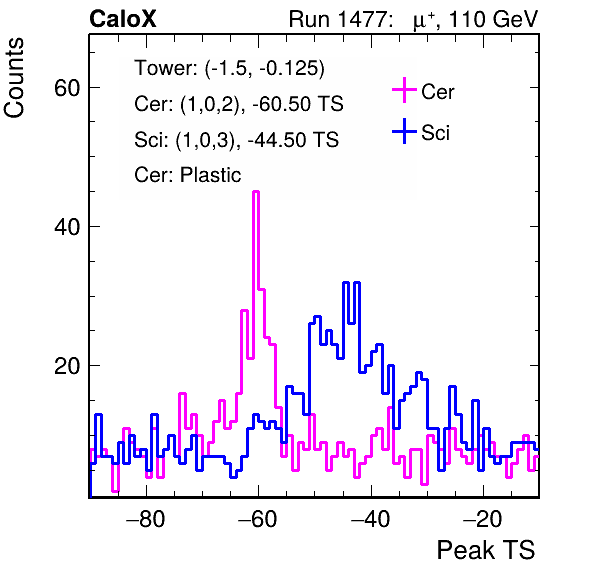 CaloX Run 1477: μ⁺, 110 GeV
Counts
Tower: (-1.5, -0.125)
Cer: (1,0,2), -60.50 TS
Sci: (1,0,3), -44.50 TS
Cer: Plastic
Cer
Sci
60
40
20
−80 −60 −40 −20
Peak TS